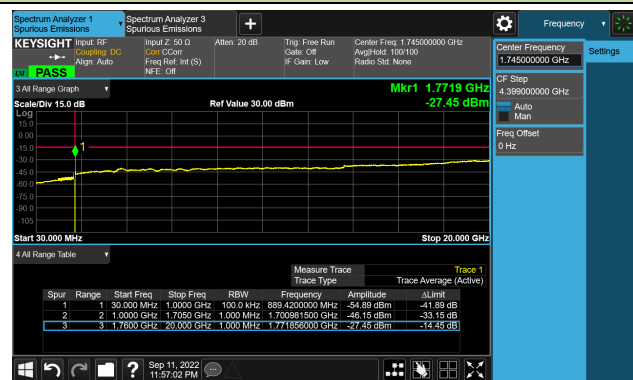 Spectrum Analyzer 1
Spurious Emissions
Spectrum Analyzer 3
Spurious Emissions
Frequency
KEYSIGHT
Input: RF
Coupling: DC
Align: Auto
Input Z: 50 Ω
Corr CCorr
Freq Ref: Int (S)
NFE: Off
Atten: 20 dB
Trig: Free Run
Gate: Off
IF Gain: Low
Center Freq: 1.745000000 GHz
Avg|Hold: 100/100
Radio Std: None
LXI PASS
Center Frequency
1.745000000 GHz
Settings
CF Step
4.399000000 GHz
Auto
Man
Freq Offset
0 Hz
3 All Range Graph
Scale/Div 15.0 dB
Ref Value 30.00 dBm
Mkr1 1.7719 GHz
-27.45 dBm
Log
15.0
0.00
-15.0
-30.0
-45.0
-60.0
-75.0
-90.0
-105
1
Start 30.000 MHz
Stop 20.000 GHz
4 All Range Table
Measure Trace Trace 1
Trace Type Trace Average (Active)
Spur Range Start Freq Stop Freq RBW Frequency Amplitude ΔLimit
1 1 30.000 MHz 1.0000 GHz 100.0 kHz 889.4200000 MHz -54.89 dBm -41.89 dB
2 2 1.0000 GHz 1.7050 GHz 1.000 MHz 1.700981500 GHz -46.15 dBm -33.15 dB
3 3 1.7600 GHz 20.000 GHz 1.000 MHz 1.771856000 GHz -27.45 dBm -14.45 dB
Sep 11, 2022
11:57:02 PM